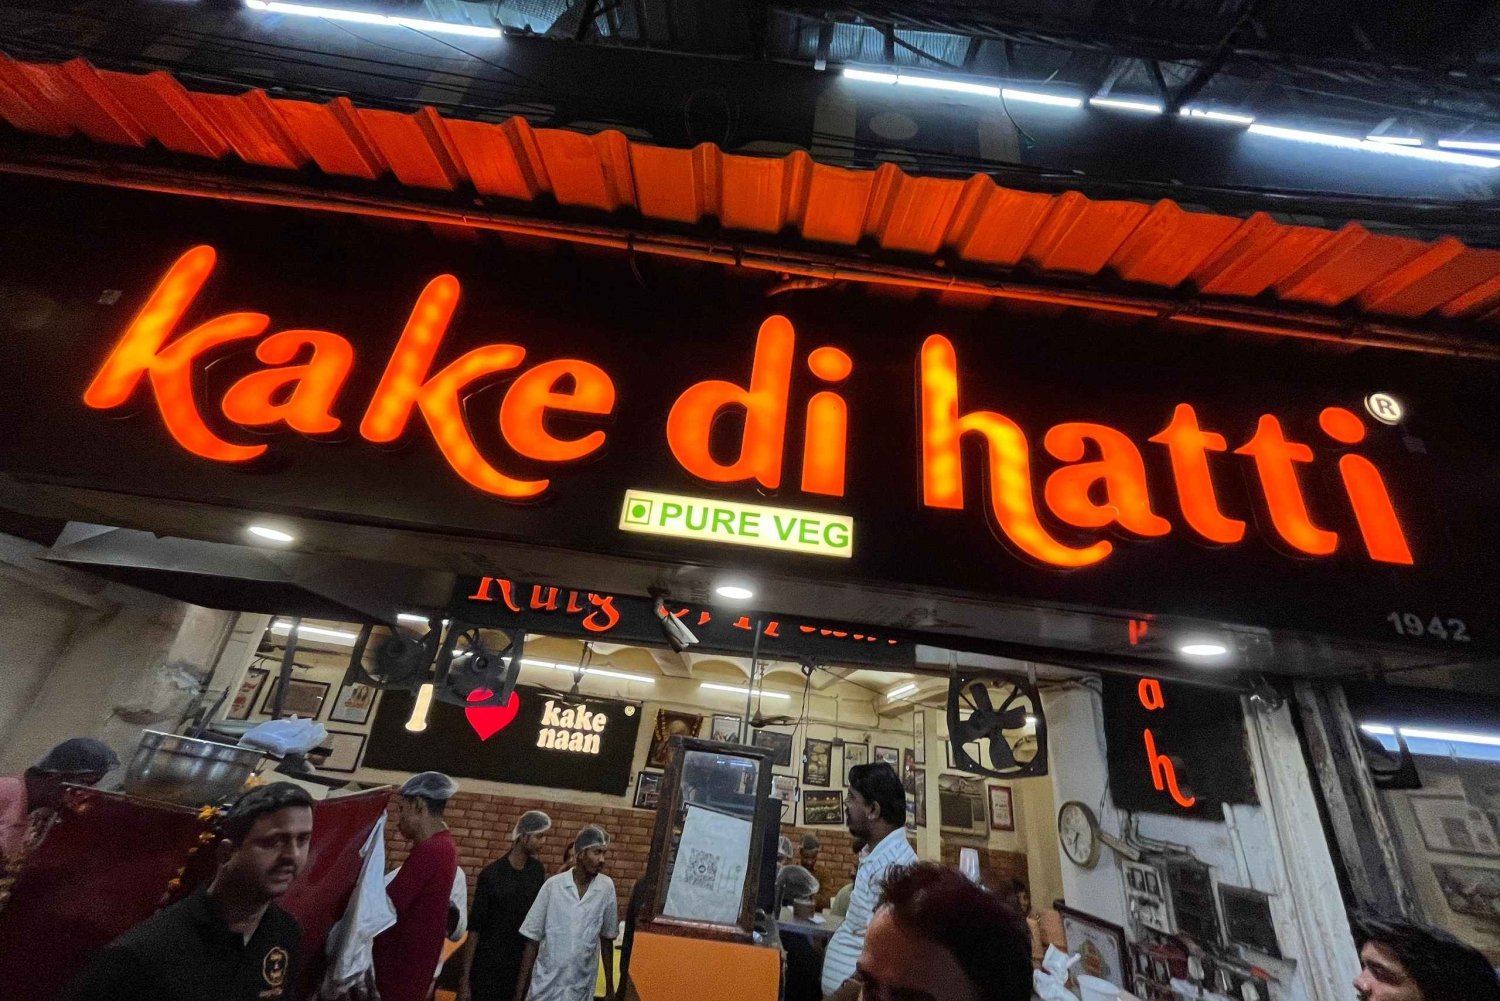 kake di hatti®
PURE VEG
1942
I ❤ kake
naan®